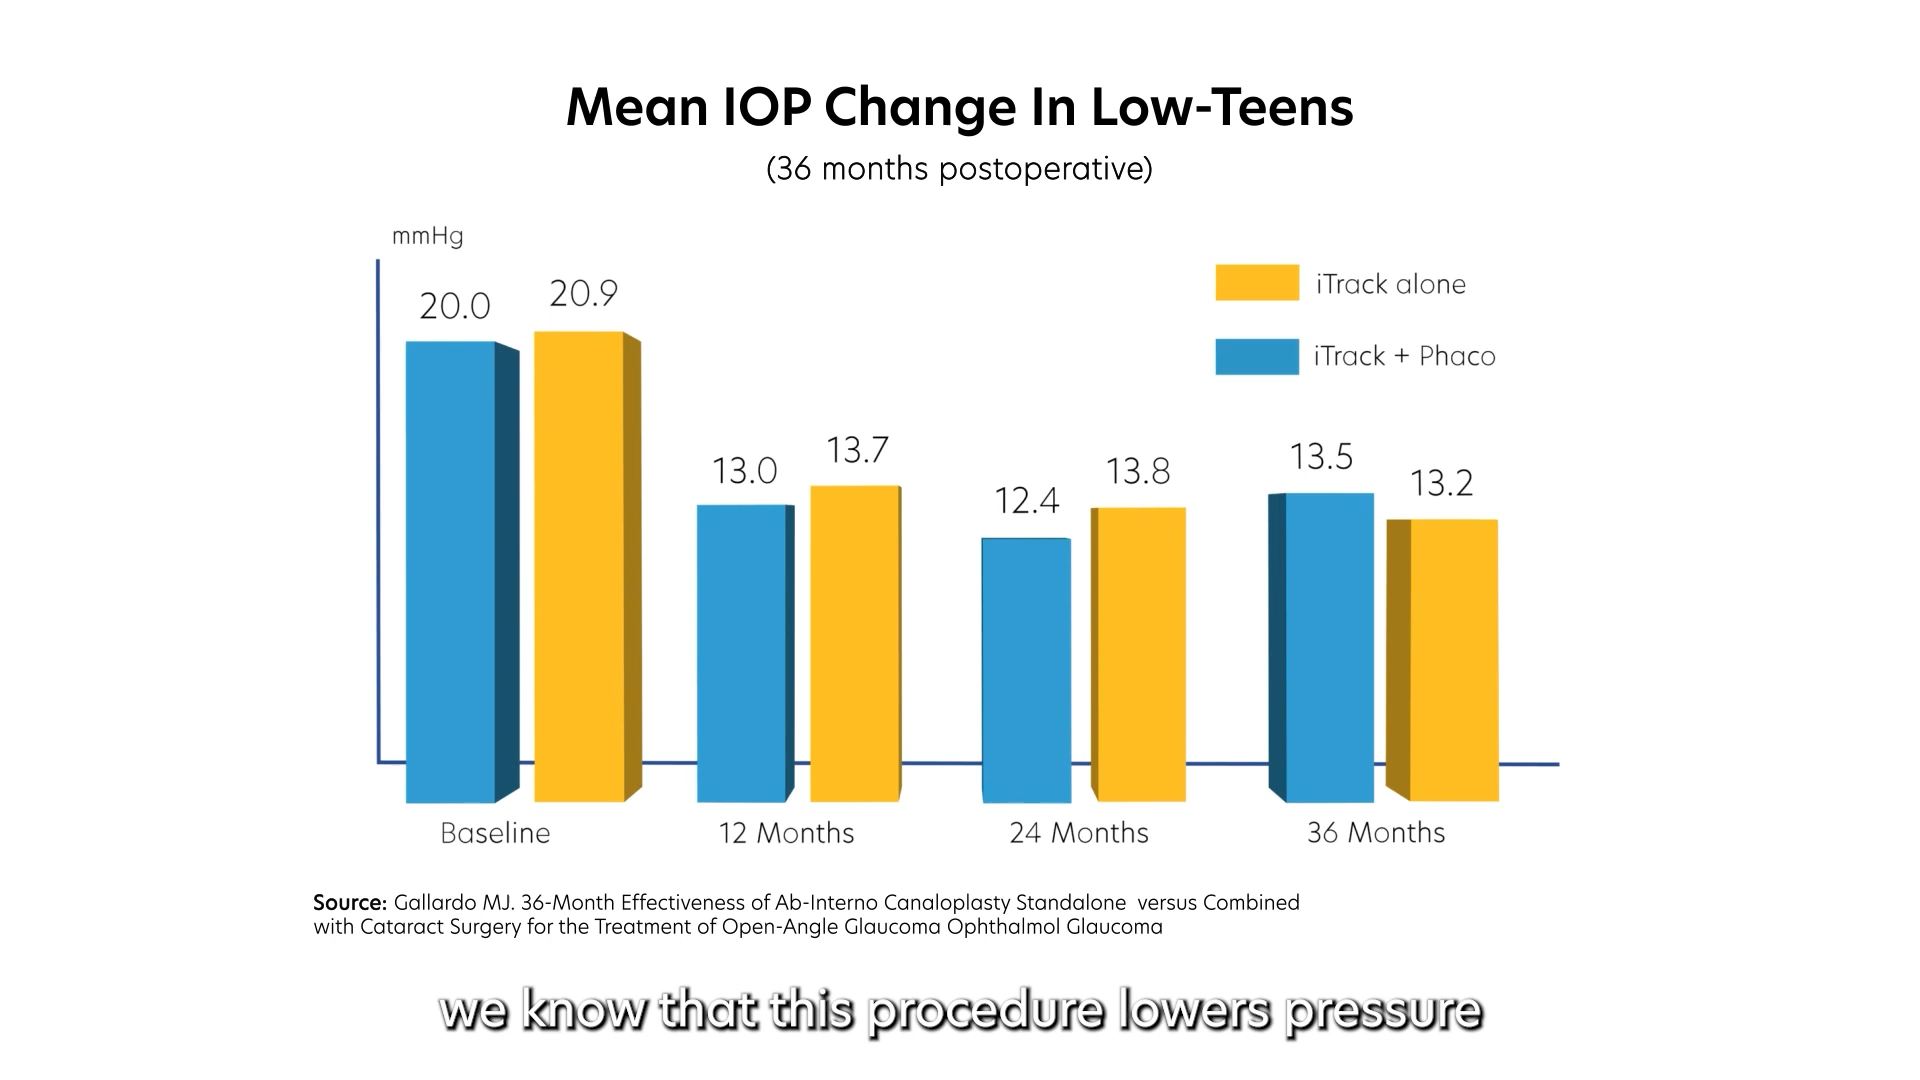 Mean IOP Change In Low-Teens
(36 months postoperative)
mmHg
20.0
20.9
iTrack alone
iTrack + Phaco
13.0
13.7
12.4
13.8
13.5
13.2
Baseline
12 Months
24 Months
36 Months
Source: Gallardo MJ. 36-Month Effectiveness of Ab-Interno Canaloplasty Standalone versus Combined
with Cataract Surgery for the Treatment of Open-Angle Glaucoma Ophthalmol Glaucoma
we know that this procedure lowers pressure